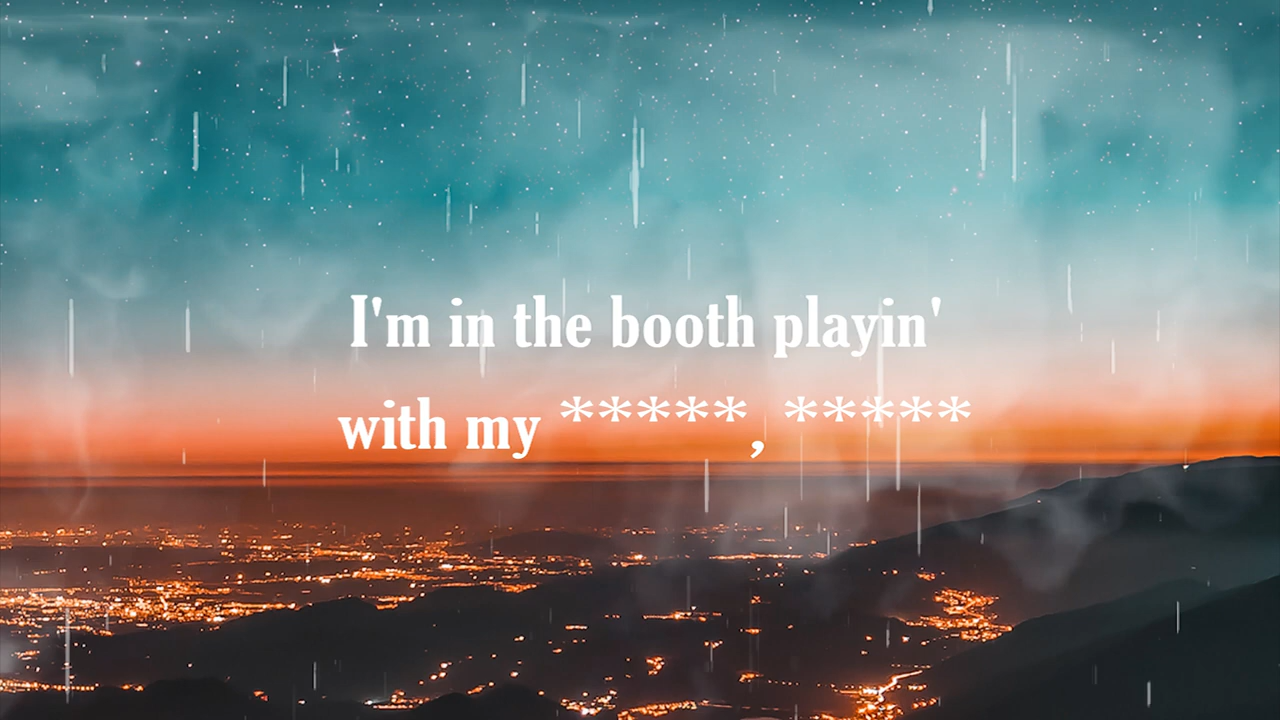 I'm in the booth playin'
with my *****, *****